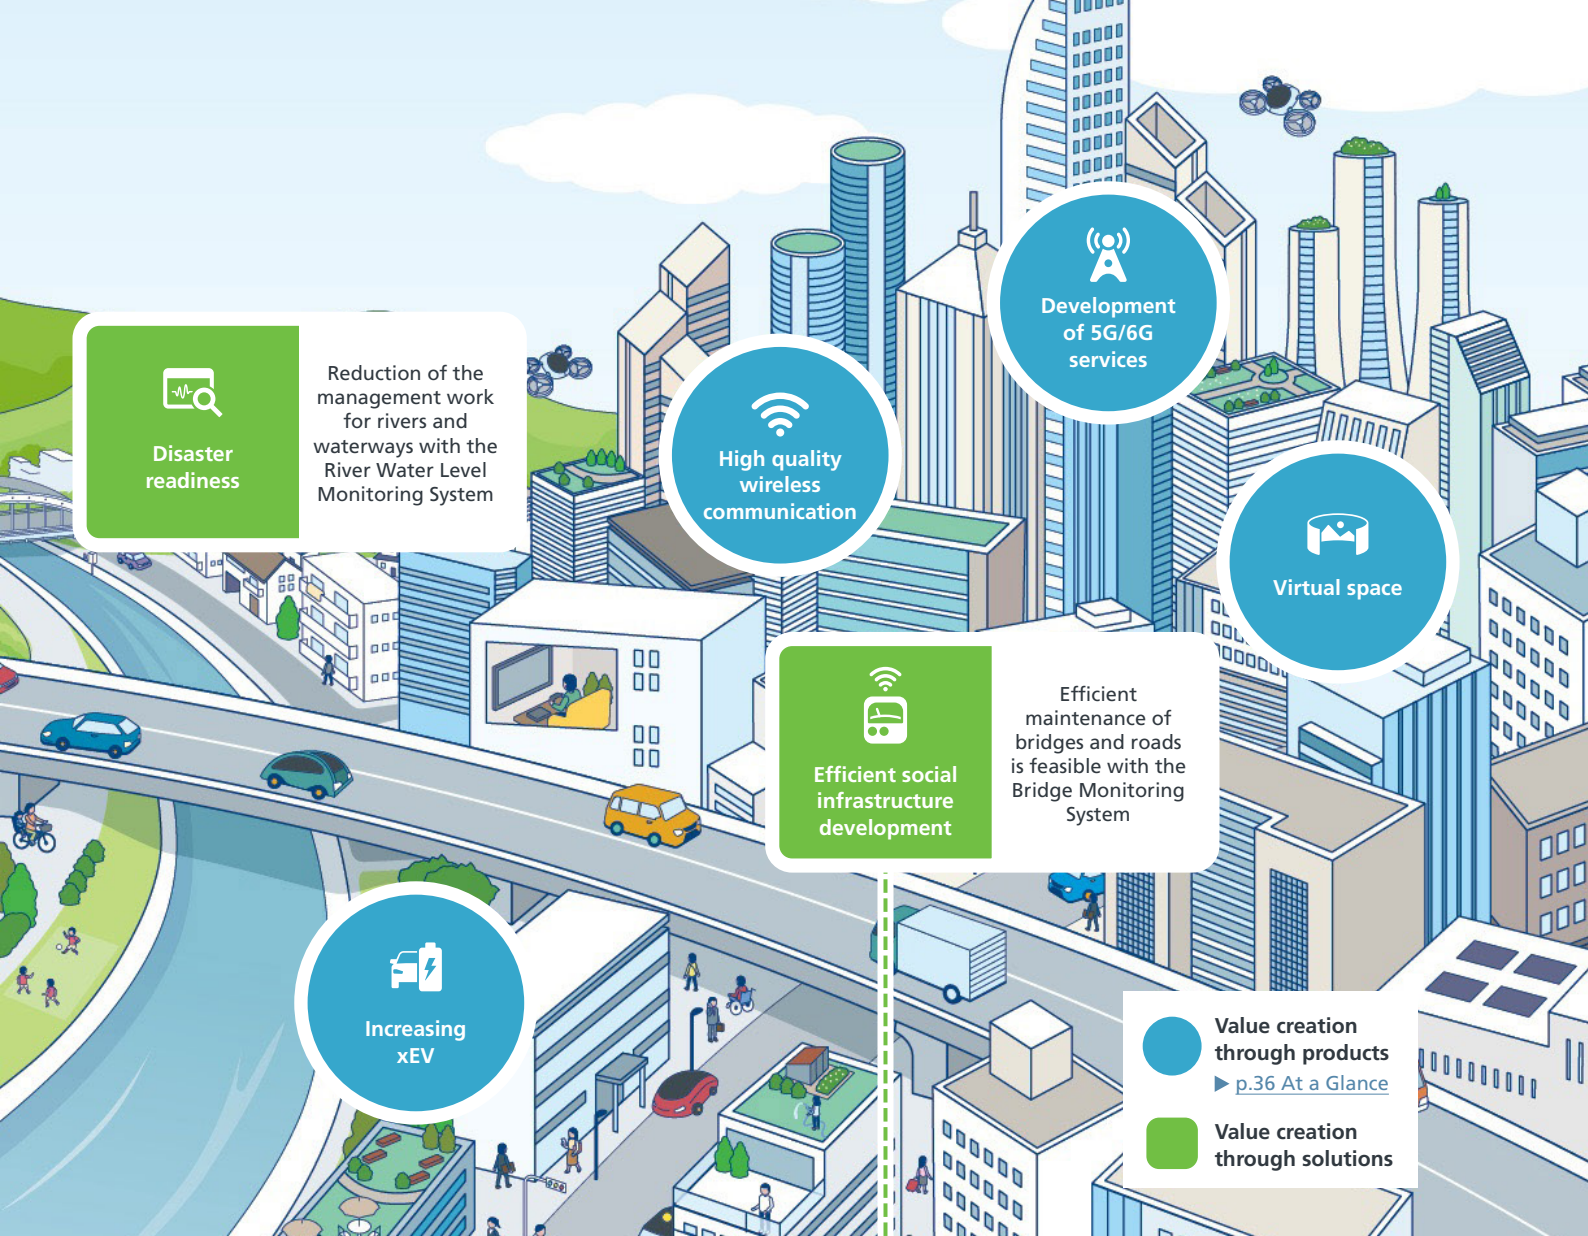 Development
of 5G/6G
services
Disaster
readiness
Reduction of the
management work
for rivers and
waterways with the
River Water Level
Monitoring System
High quality
wireless
communication
Virtual space
Efficient social
infrastructure
development
Efficient
maintenance of
bridges and roads
is feasible with the
Bridge Monitoring
System
Increasing
xEV
Value creation
through products
▶ p.36 At a Glance
Value creation
through solutions